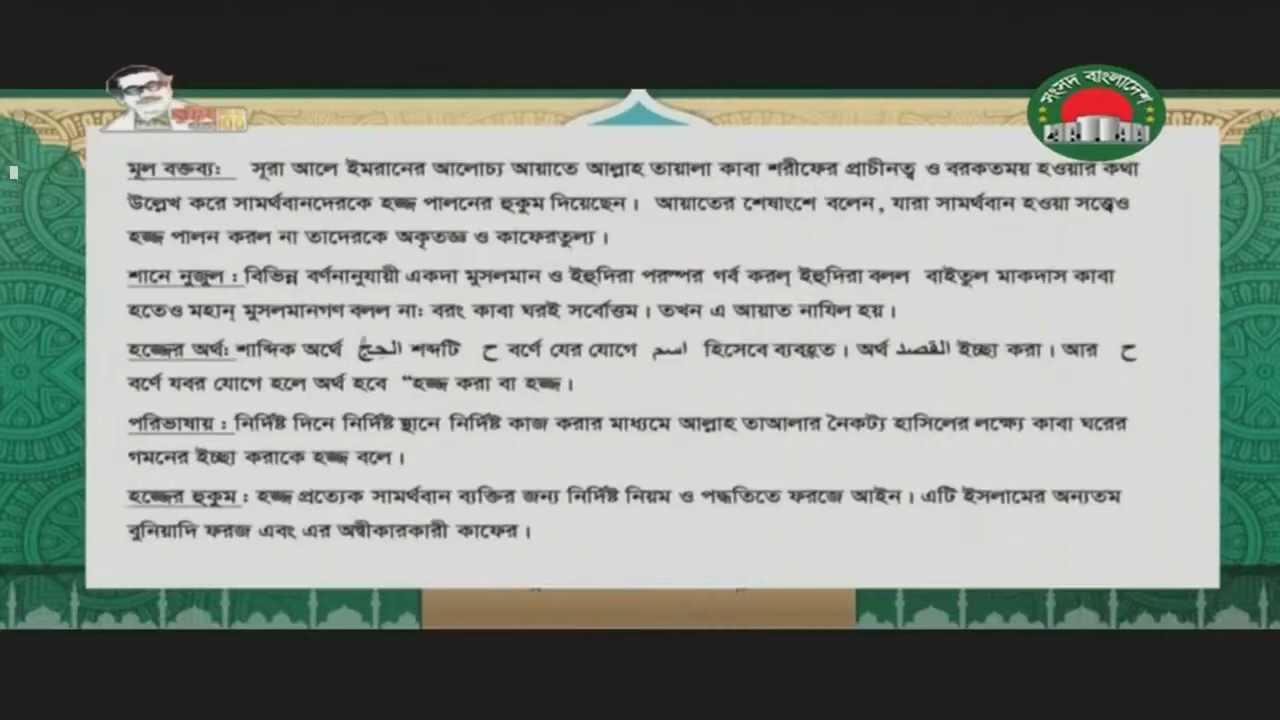 সংসদ বাংলাদেশ
মূল বক্তব্য: সূরা আলে ইমরানের আলোচ্য আয়াতে আল্লাহ তায়ালা কাবা শরীফের প্রাচীনত্ব ও বরকতময় হওয়ার কথা
উল্লেখ করে সামর্থবানদেরকে হজ্জ পালনের হুকুম দিয়েছেন। আয়াতের শেষাংশে বলেন, যারা সামর্থবান হওয়া সত্ত্বেও
হজ্জ পালন করল না তাদেরকে অকৃতজ্ঞ ও কাফেরতুল্য।
শানে নুজুল : বিভিন্ন বর্ণনানুযায়ী একদা মুসলমান ও ইহুদিরা পরস্পর গর্ব করল্ ইহুদিরা বলল বাইতুল মাকদাস কাবা
হতেও মহান্ মুসলমানগণ বলল না: বরং কাবা ঘরই সর্বোত্তম। তখন এ আয়াত নাযিল হয়।
হজ্জের অর্থ: শাব্দিক অর্থে الحِجُّ শব্দটি ح বর্ণে যের যোগে اسم হিসেবে ব্যবহৃত। অর্থ القصد ইচ্ছা করা। আর ح
বর্ণে যবর যোগে হলে অর্থ হবে “হজ্জ করা বা হজ্জ।
পরিভাষায় : নির্দিষ্ট দিনে নির্দিষ্ট স্থানে নির্দিষ্ট কাজ করার মাধ্যমে আল্লাহ তাআলার নৈকট্য হাসিলের লক্ষ্যে কাবা ঘরের
গমনের ইচ্ছা করাকে হজ্জ বলে।
হজ্জের হুকুম : হজ্জ প্রত্যেক সামর্থবান ব্যক্তির জন্য নির্দিষ্ট নিয়ম ও পদ্ধতিতে ফরজে আইন। এটি ইসলামের অন্যতম
বুনিয়াদি ফরজ এবং এর অস্বীকারকারী কাফের।